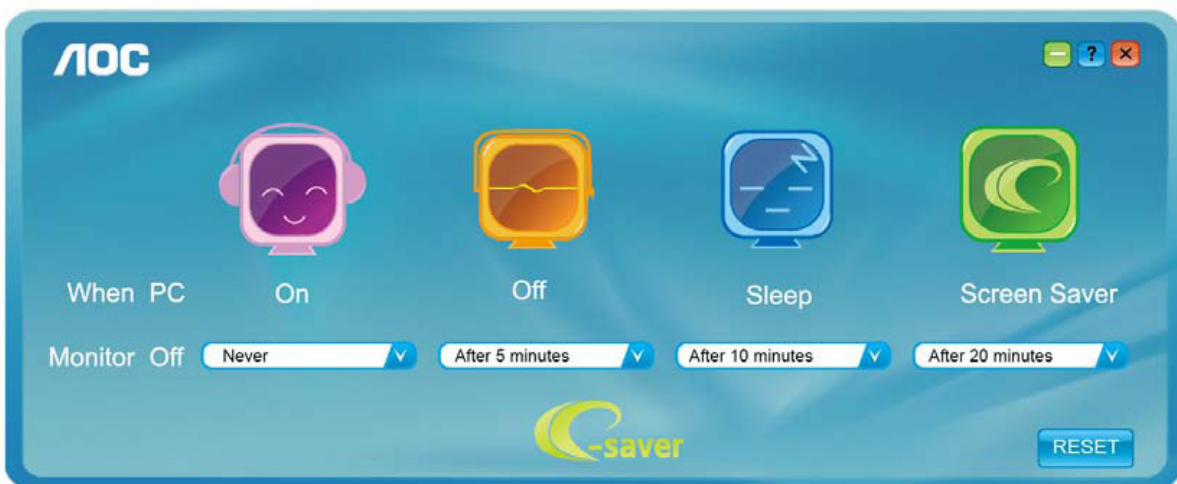 AOC
?
On
Off
Sleep
Screen Saver
When PC
Monitor Off
Never
After 5 minutes
After 10 minutes
After 20 minutes
e-saver
RESET